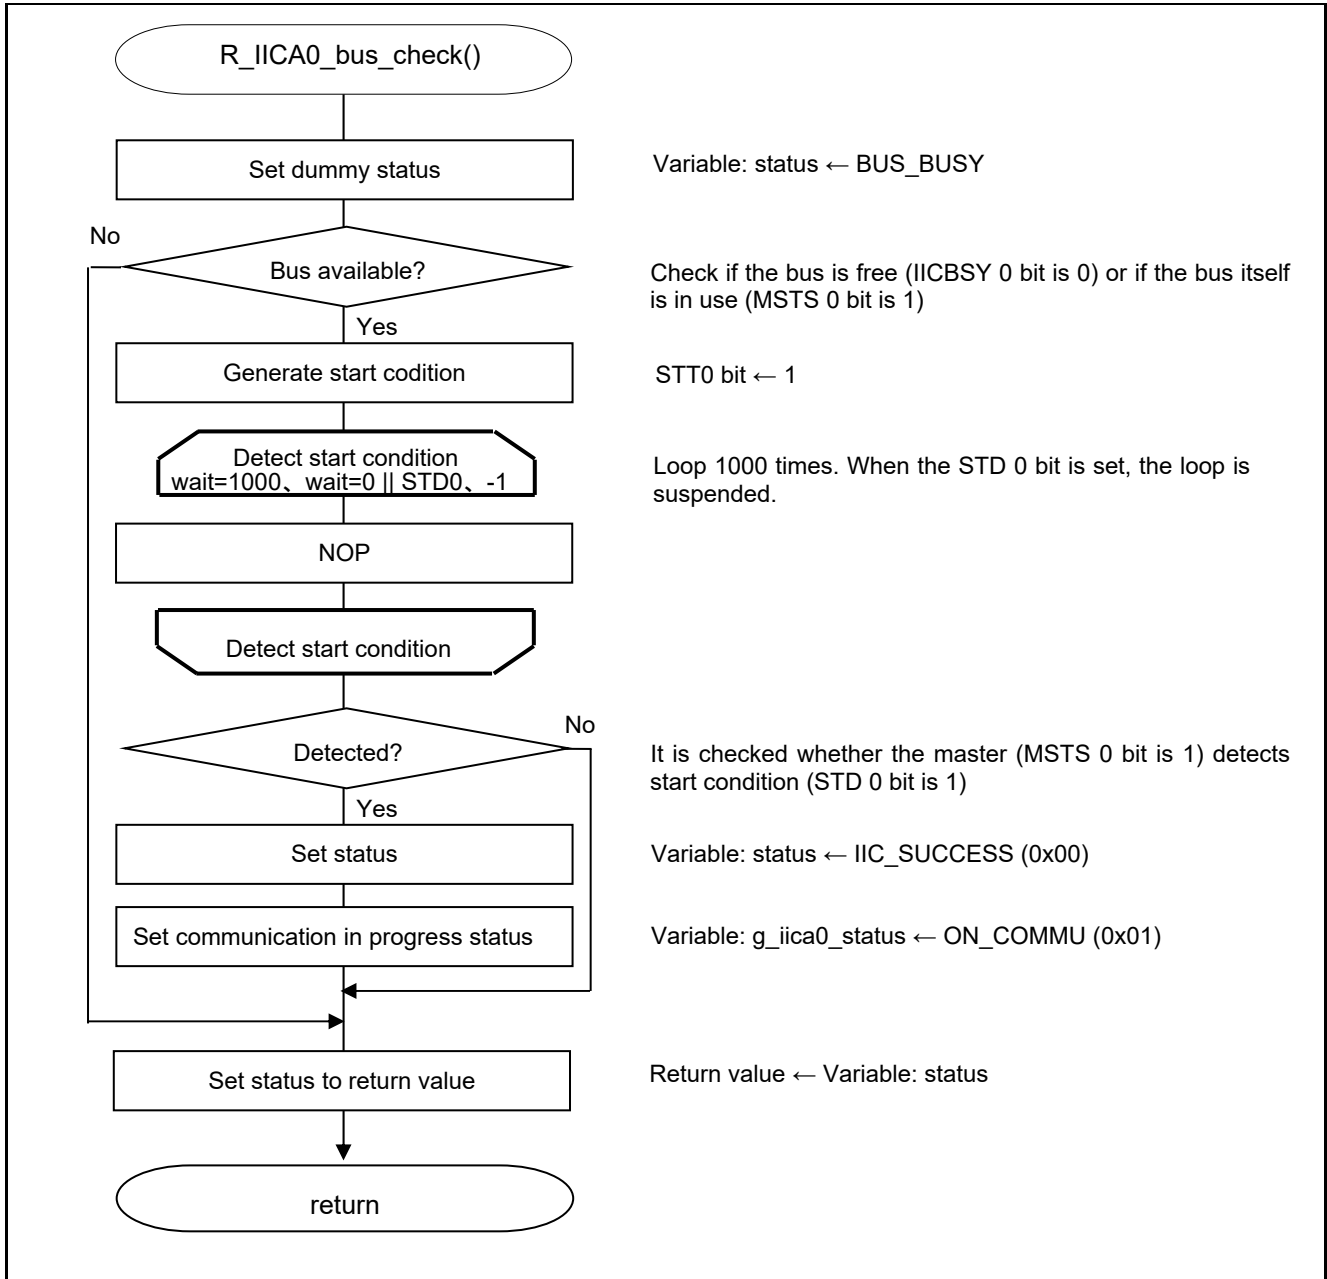 R_IICA0_bus_check()
Set dummy status
Variable: status ← BUS_BUSY
No
Bus available?
Check if the bus is free (IICBSY 0 bit is 0) or if the bus itself
is in use (MSTS 0 bit is 1)
Yes
Generate start codition
STT0 bit ← 1
Detect start condition
wait=1000、wait=0 || STD0、-1
Loop 1000 times. When the STD 0 bit is set, the loop is
suspended.
NOP
Detect start condition
No
Detected?
It is checked whether the master (MSTS 0 bit is 1) detects
start condition (STD 0 bit is 1)
Yes
Set status
Variable: status ← IIC_SUCCESS (0x00)
Set communication in progress status
Variable: g_iica0_status ← ON_COMMU (0x01)
Set status to return value
Return value ← Variable: status
return